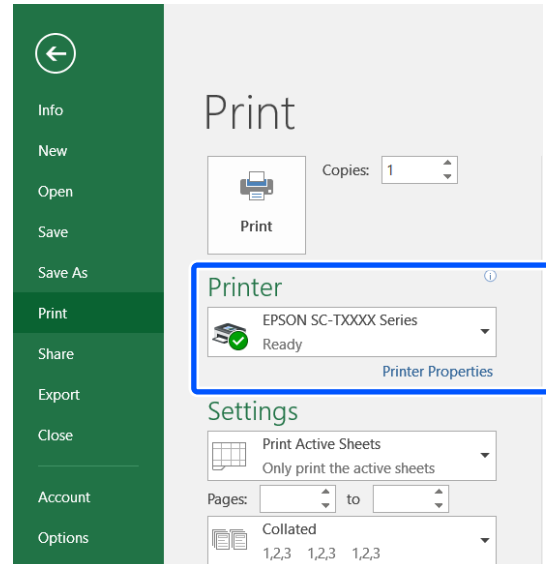 Info
New
Open
Save
Save As
Print
Share
Export
Close
Account
Options
Print
Copies: 1
Print
Printer
EPSON SC-TXXXX Series
Ready
Printer Properties
Settings
Print Active Sheets
Only print the active sheets
Pages: to
Collated
1,2,3 1,2,3 1,2,3